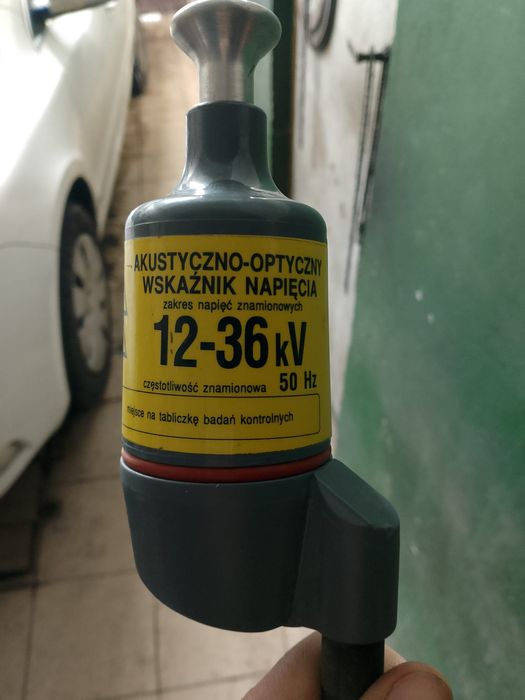 AKUSTYCZNO-OPTYCZNY
WSKAŹNIK NAPIĘCIA
zakres napięć znamionowych
12-36 kV
częstotliwość znamionowa 50 Hz
miejsce na tabliczkę badań kontrolnych